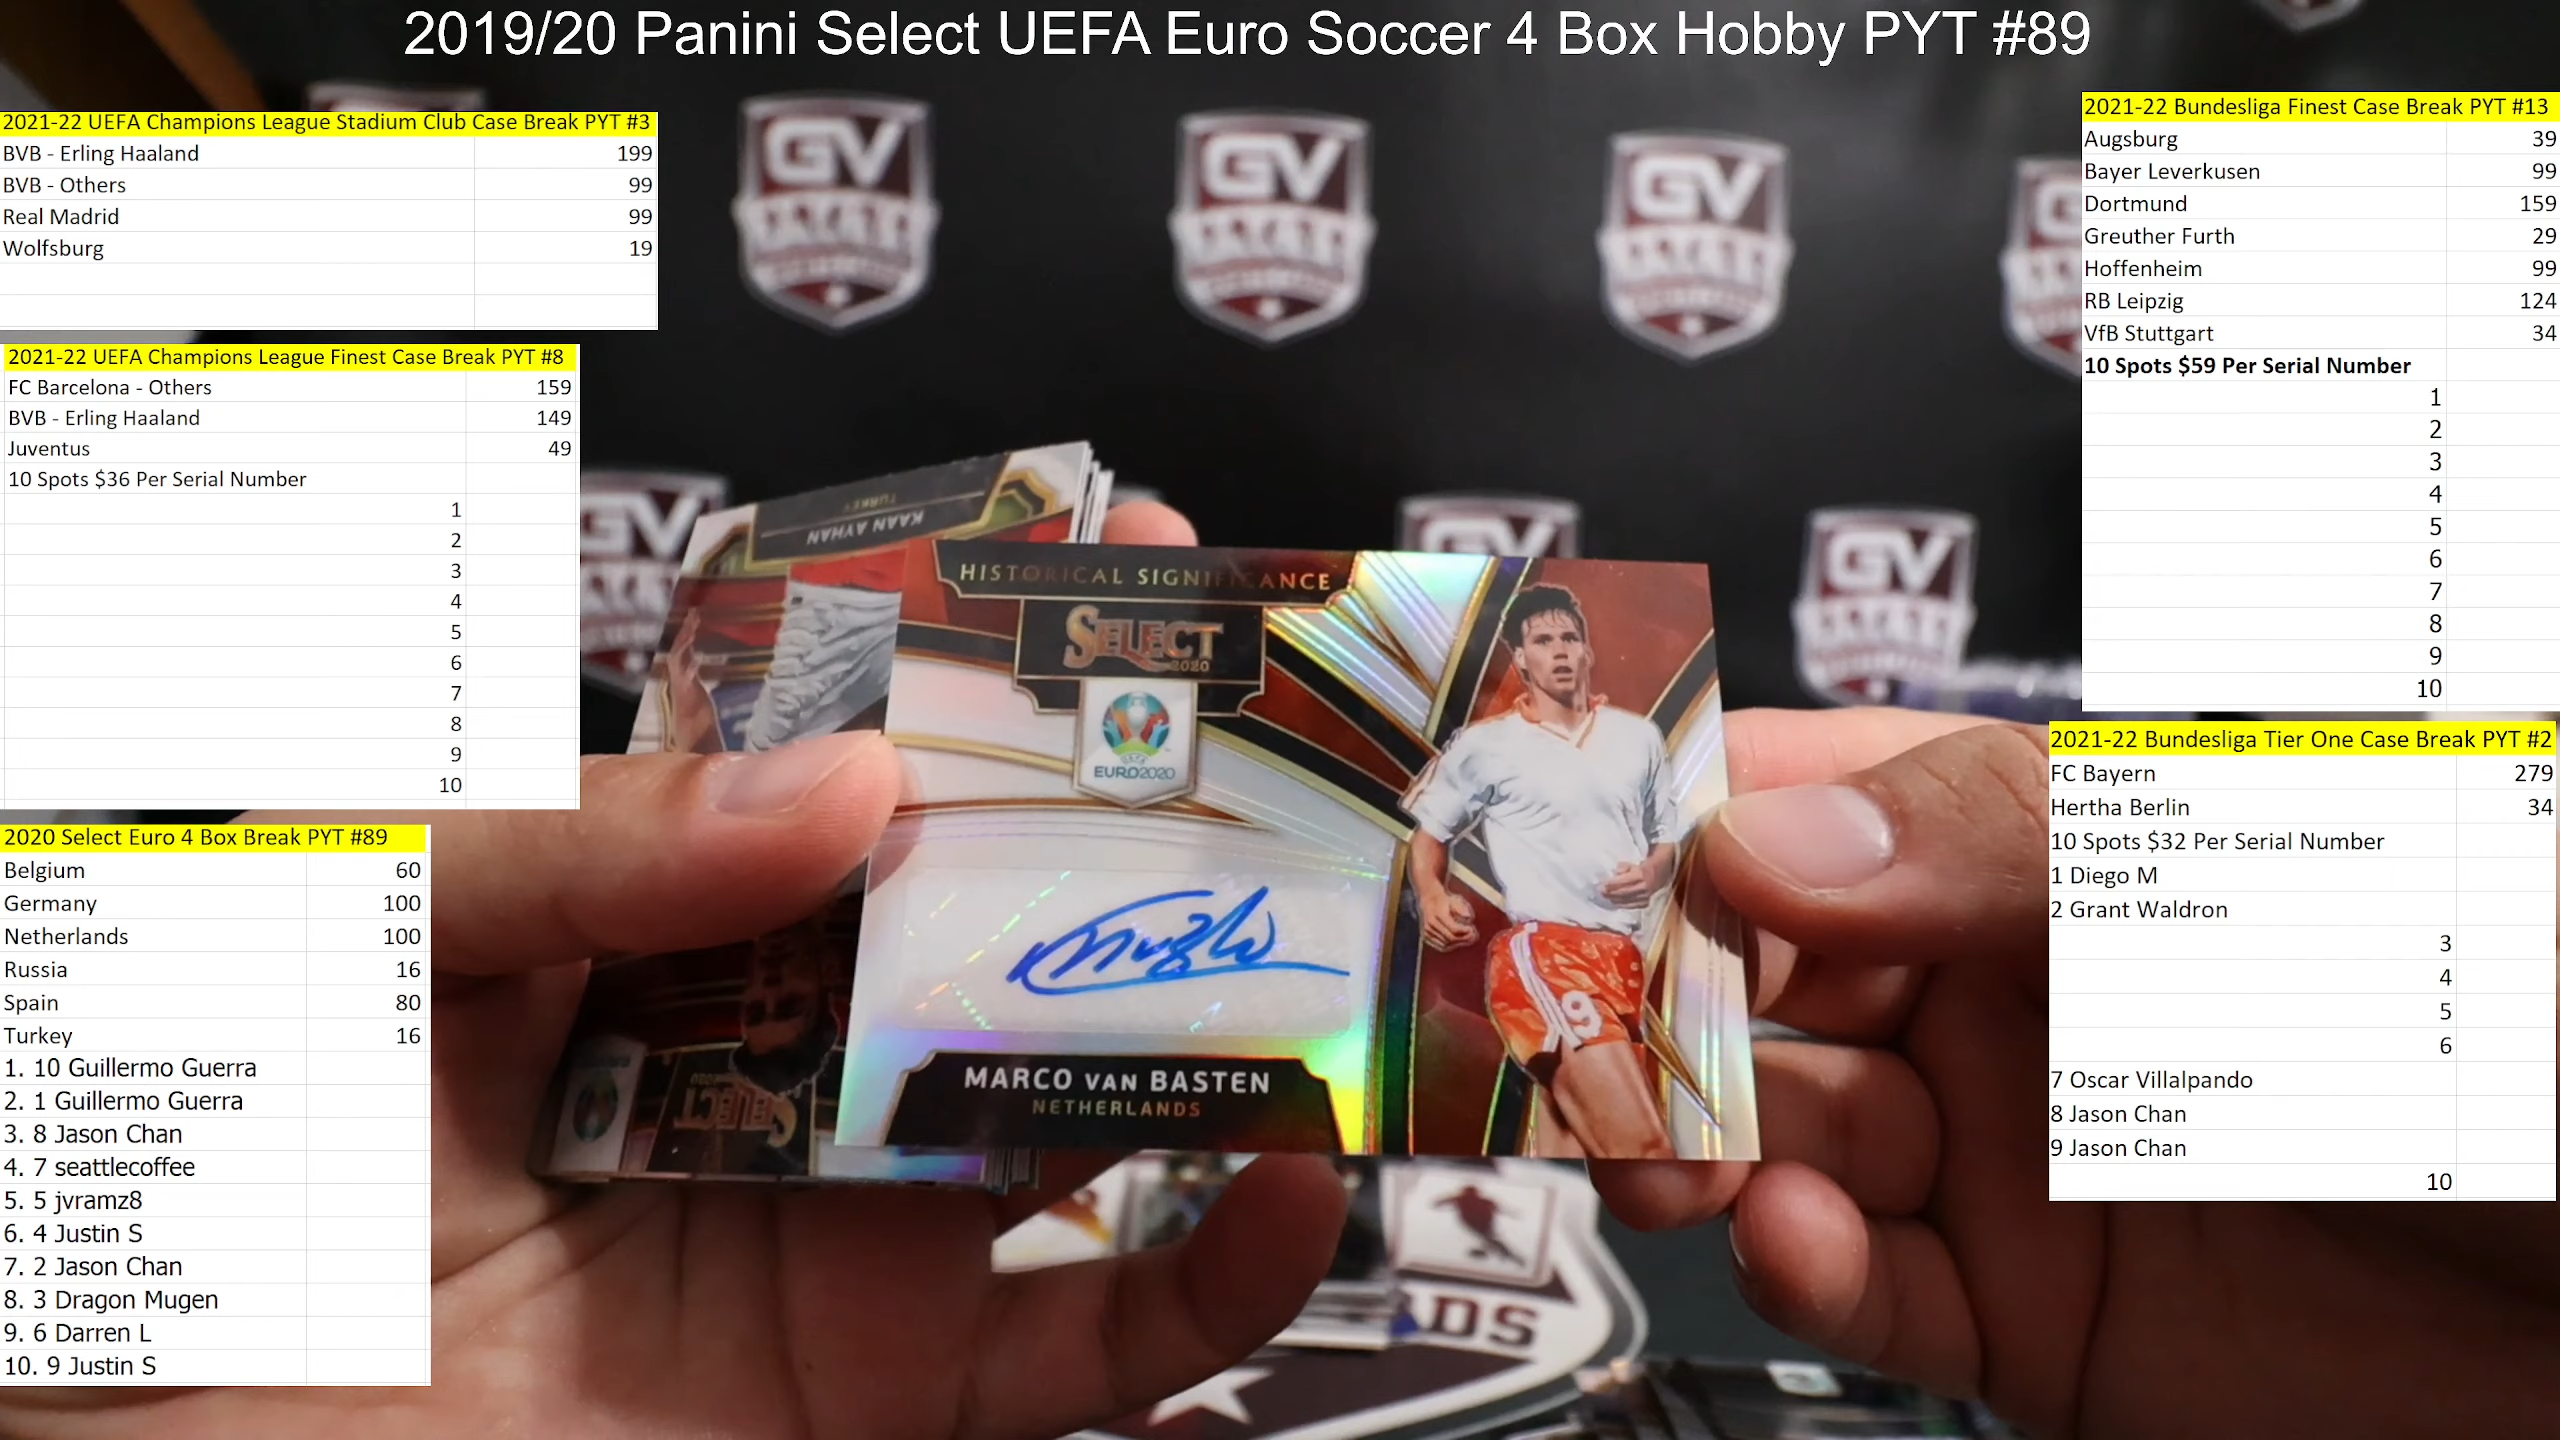 2019/20 Panini Select UEFA Euro Soccer 4 Box Hobby PYT #89
2021-22 UEFA Champions League Stadium Club Case Break PYT #3
BVB - Erling Haaland 199
BVB - Others 99
Real Madrid 99
Wolfsburg 19
2021-22 UEFA Champions League Finest Case Break PYT #8
FC Barcelona - Others 159
BVB - Erling Haaland 149
Juventus 49
10 Spots $36 Per Serial Number
1
2
3
4
5
6
7
8
9
10
2020 Select Euro 4 Box Break PYT #89
Belgium 60
Germany 100
Netherlands 100
Russia 16
Spain 80
Turkey 16
1. 10 Guillermo Guerra
2. 1 Guillermo Guerra
3. 8 Jason Chan
4. 7 seattlecoffee
5. 5 jvramz8
6. 4 Justin S
7. 2 Jason Chan
8. 3 Dragon Mugen
9. 6 Darren L
10. 9 Justin S
GV
GV
GV
GV
GV
GV
TURKEY
KAAN AYHAN
HISTORICAL SIGNIFICANCE
SELECT
2020
UEFA
EURO2020
9
MARCO VAN BASTEN
NETHERLANDS
SELECT
DS
2021-22 Bundesliga Finest Case Break PYT #13
Augsburg 39
Bayer Leverkusen 99
Dortmund 159
Greuther Furth 29
Hoffenheim 99
RB Leipzig 124
VfB Stuttgart 34
10 Spots $59 Per Serial Number
1
2
3
4
5
6
7
8
9
10
2021-22 Bundesliga Tier One Case Break PYT #2
FC Bayern 279
Hertha Berlin 34
10 Spots $32 Per Serial Number
1 Diego M
2 Grant Waldron
3
4
5
6
7 Oscar Villalpando
8 Jason Chan
9 Jason Chan
10